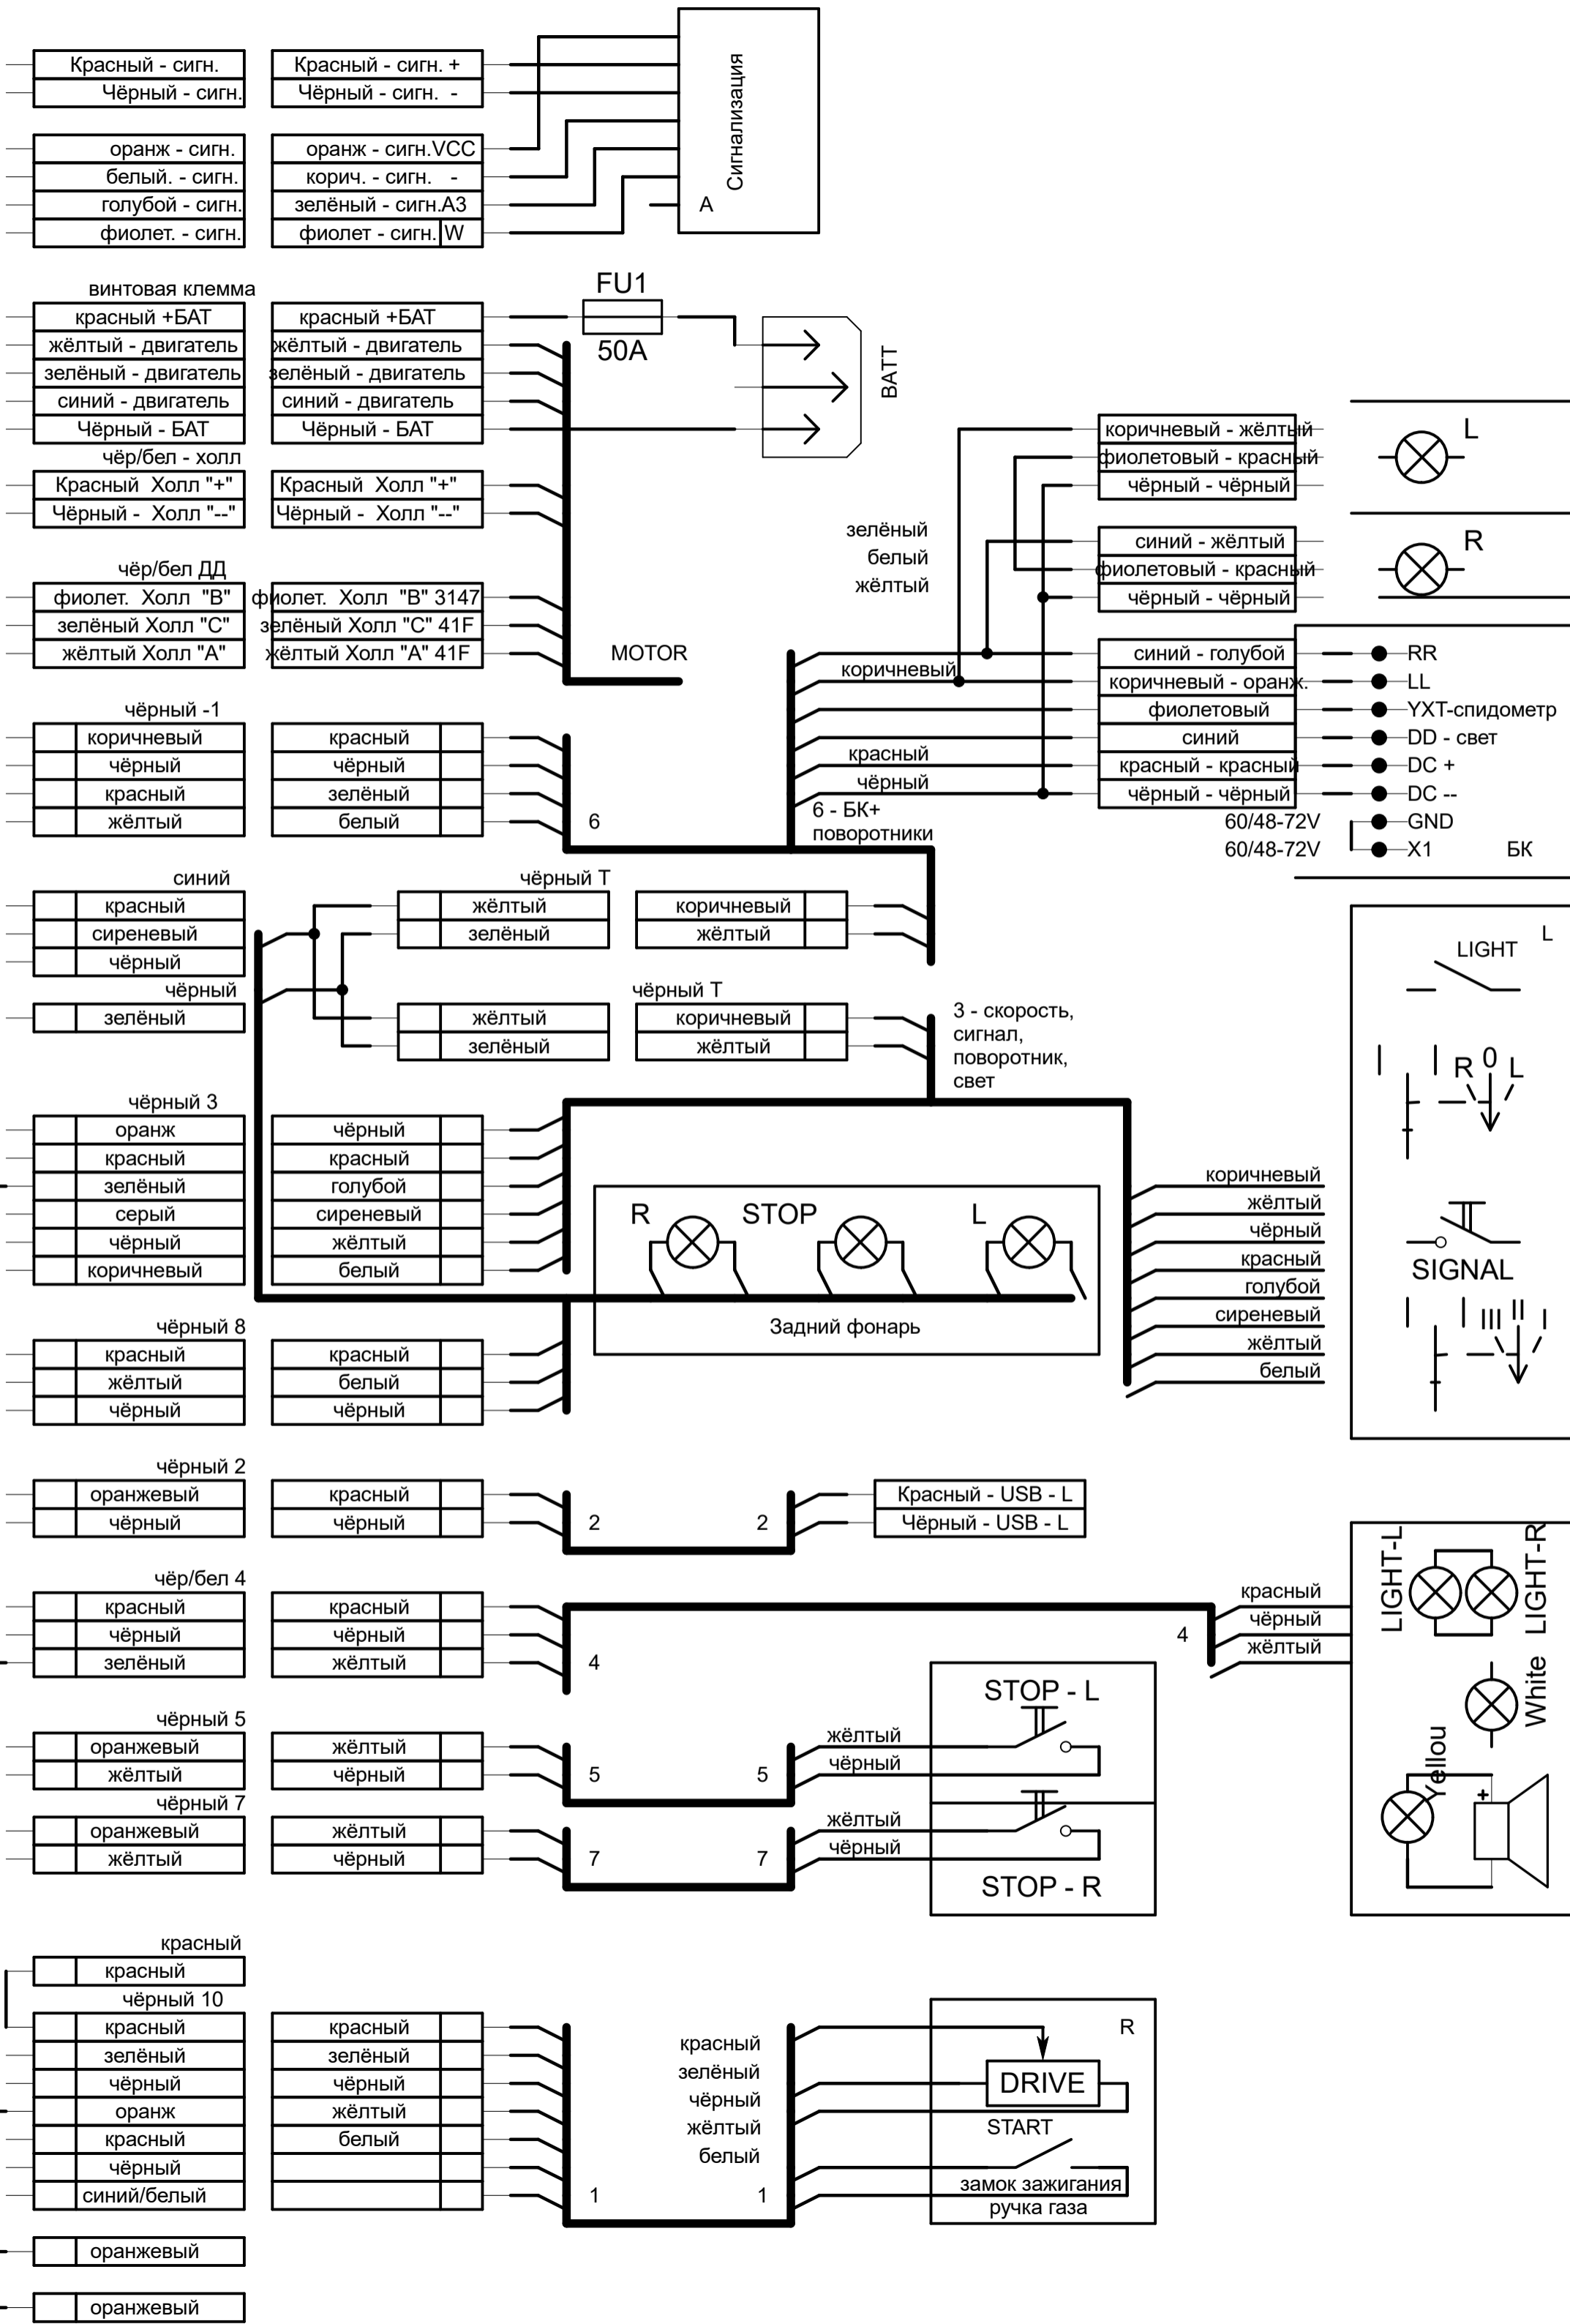 Сигнализация
Красный - сигн.
Красный - сигн. +
Чёрный - сигн.
Чёрный - сигн. -
оранж - сигн.
оранж - сигн.VCC
белый. - сигн.
корич. - сигн. -
голубой - сигн.
зелёный - сигн.A3
A
фиолет. - сигн.
фиолет - сигн. W
FU1
50A
BATT
винтовая клемма
красный +БАТ
красный +БАТ
жёлтый - двигатель
жёлтый - двигатель
зелёный - двигатель
зелёный - двигатель
синий - двигатель
синий - двигатель
Чёрный - БАТ
Чёрный - БАТ
чёр/бел - холл
Красный Холл "+"
Красный Холл "+"
Чёрный - Холл "--"
Чёрный - Холл "--"
чёр/бел ДД
фиолет. Холл "B"
фиолет. Холл "B" 3147
зелёный Холл "C"
зелёный Холл "C" 41F
жёлтый Холл "A"
жёлтый Холл "A" 41F
MOTOR
зелёный
белый
жёлтый
коричневый - жёлтый
фиолетовый - красный
чёрный - чёрный
L
синий - жёлтый
фиолетовый - красный
чёрный - чёрный
R
коричневый
красный
чёрный
синий - голубой
RR
коричневый - оранж.
LL
фиолетовый
YXT-спидометр
синий
DD - свет
красный - красный
DC +
чёрный - чёрный
DC --
60/48-72V
GND
60/48-72V
X1
БК
6 - БК+
поворотники
чёрный -1
коричневый
красный
чёрный
чёрный
красный
зелёный
жёлтый
белый
6
синий
красный
сиреневый
чёрный
чёрный
зелёный
чёрный Т
жёлтый
коричневый
зелёный
жёлтый
чёрный Т
жёлтый
коричневый
зелёный
жёлтый
3 - скорость,
сигнал,
поворотник,
свет
L
LIGHT
R 0 L
SIGNAL
III II I
чёрный 3
оранж
чёрный
красный
красный
зелёный
голубой
серый
сиреневый
чёрный
жёлтый
коричневый
белый
R
STOP
L
Задний фонарь
коричневый
жёлтый
чёрный
красный
голубой
сиреневый
жёлтый
белый
чёрный 8
красный
красный
жёлтый
белый
чёрный
чёрный
чёрный 2
оранжевый
красный
чёрный
чёрный
2
2
Красный - USB - L
Чёрный - USB - L
чёр/бел 4
красный
красный
чёрный
чёрный
зелёный
жёлтый
4
4
красный
чёрный
жёлтый
LIGHT-L
LIGHT-R
White
Yellou
+
чёрный 5
оранжевый
жёлтый
жёлтый
чёрный
5
5
жёлтый
чёрный
STOP - L
чёрный 7
оранжевый
жёлтый
жёлтый
чёрный
7
7
жёлтый
чёрный
STOP - R
красный
красный
чёрный 10
красный
красный
зелёный
зелёный
чёрный
чёрный
оранж
жёлтый
красный
белый
чёрный
синий/белый
1
красный
зелёный
чёрный
жёлтый
белый
1
R
DRIVE
START
замок зажигания
ручка газа
оранжевый
оранжевый